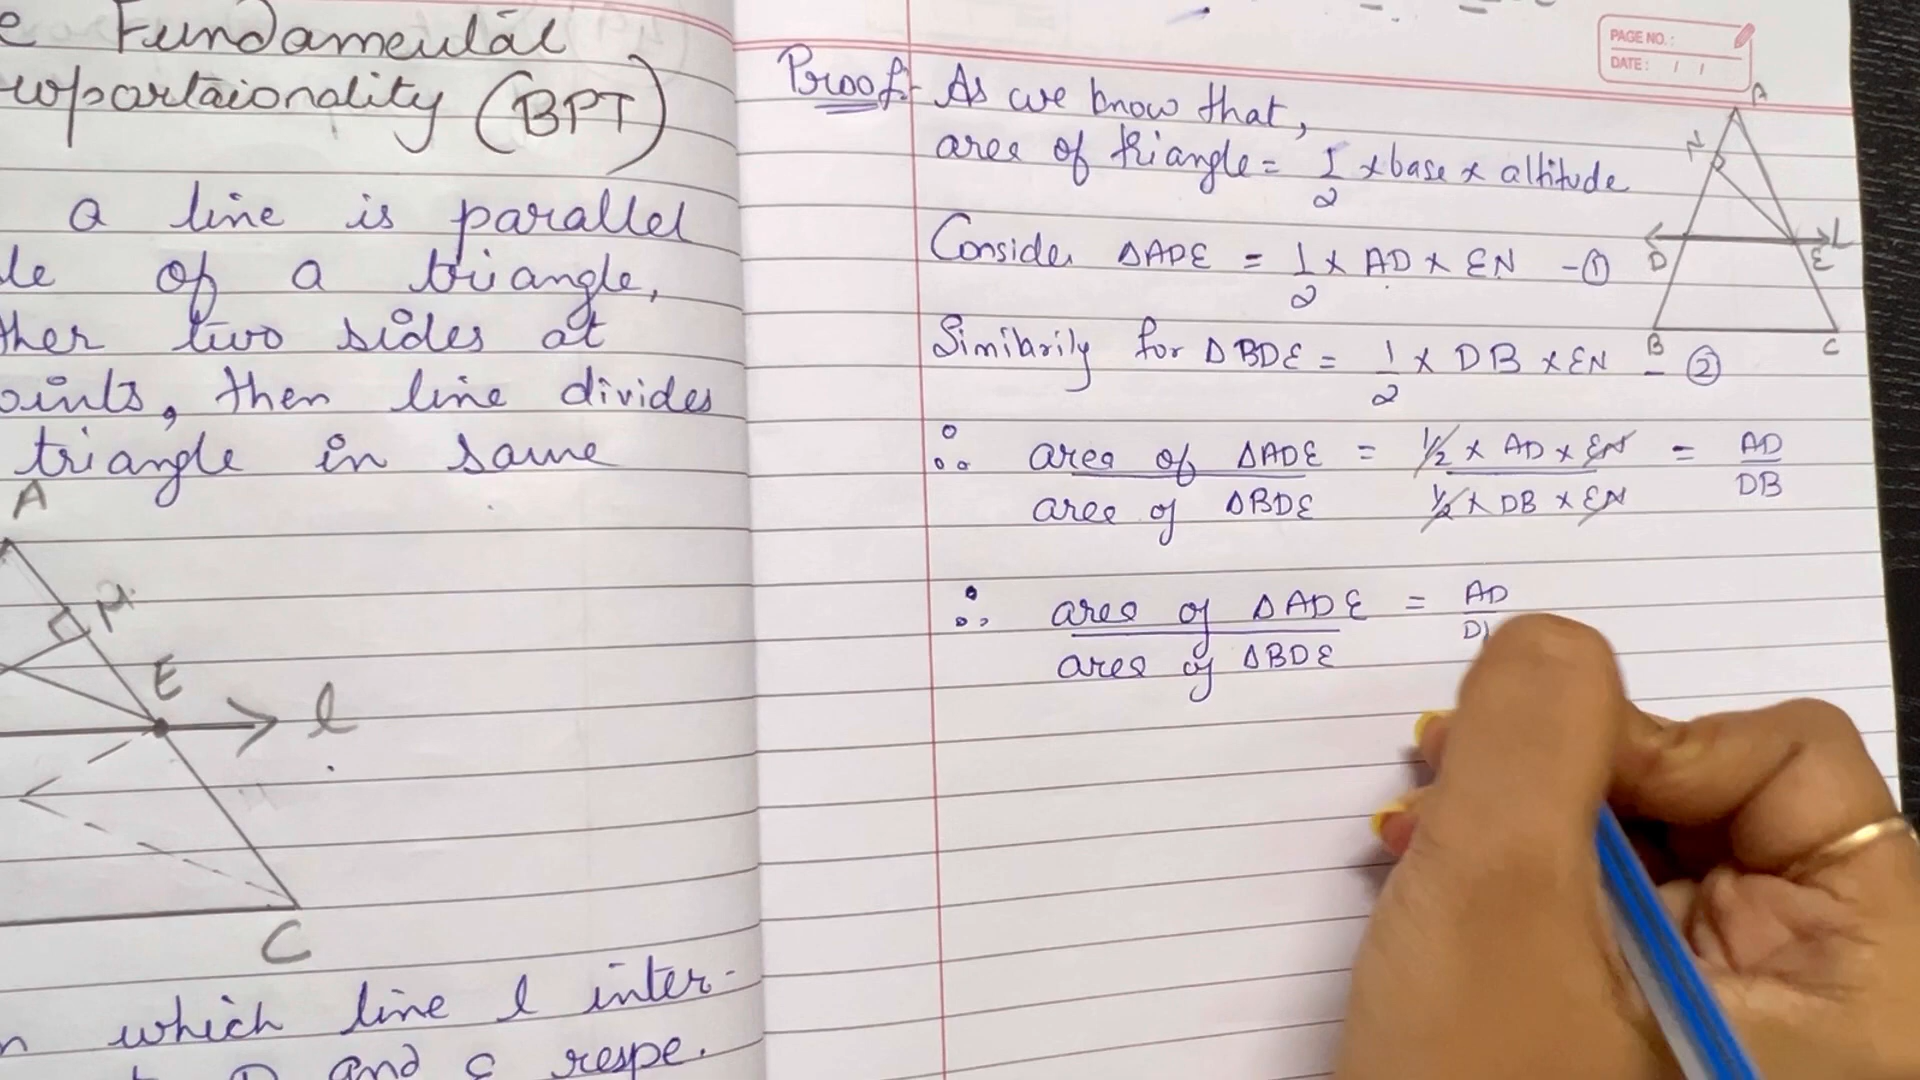 Fundamental
(BPT)
a line is parallel
of a triangle,
two sides at
then line divides
triangle in same
A
M
E
l
C
which line l inter-
and respe.
PAGE NO.:
DATE: / /
Proof:- As we know that,
area of triangle = 1/2 × base × altitude
Consider ΔADE = 1/2 × AD × EN - ①
Similarily for ΔBDE = 1/2 × DB × EN - ②
∴ area of ΔADE / area of ΔBDE = 1/2 × AD × EN / 1/2 × DB × EN = AD / DB
∴ area of ΔADE / area of ΔBDE = AD
A
N
D
L
E
B
C